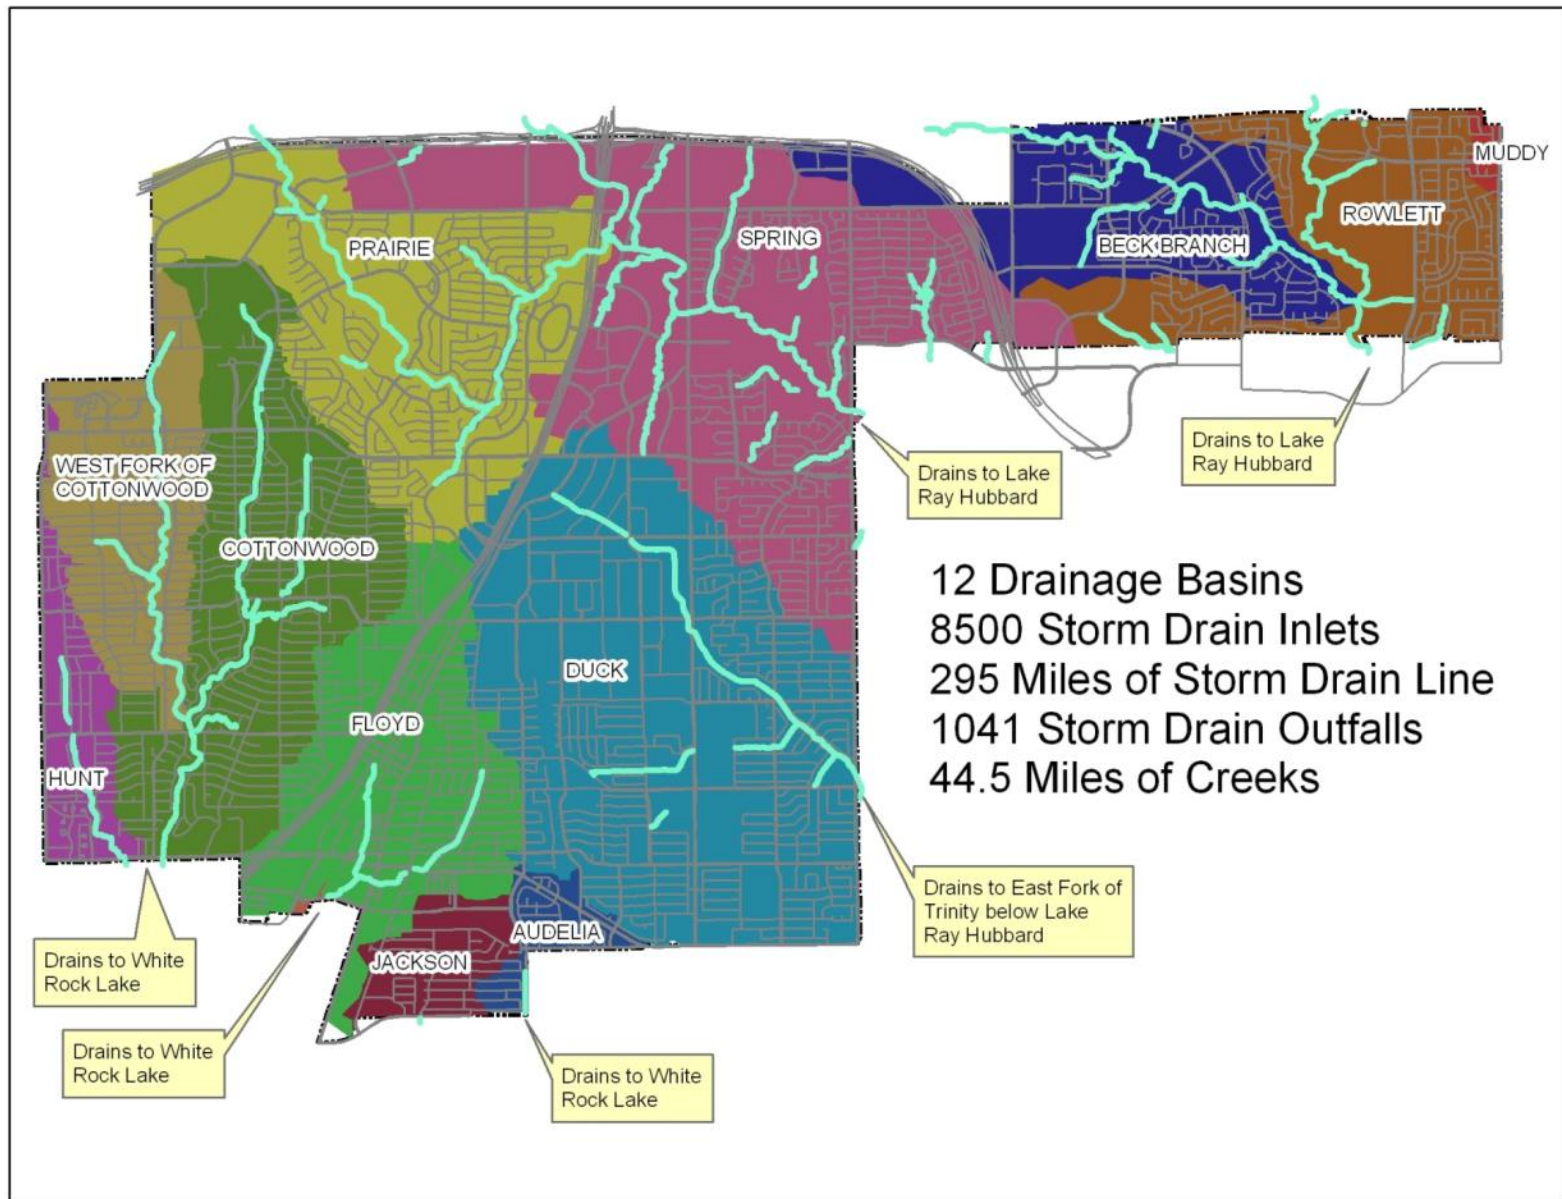 MUDDY
ROWLETT
SPRING
PRAIRIE
BECK BRANCH
Drains to Lake
Ray Hubbard
WEST FORK OF
COTTONWOOD
Drains to Lake
Ray Hubbard
COTTONWOOD
12 Drainage Basins
8500 Storm Drain Inlets
295 Miles of Storm Drain Line
1041 Storm Drain Outfalls
44.5 Miles of Creeks
DUCK
FLOYD
HUNT
Drains to East Fork of
Trinity below Lake
Ray Hubbard
AUDELIA
JACKSON
Drains to White
Rock Lake
Drains to White
Rock Lake
Drains to White
Rock Lake